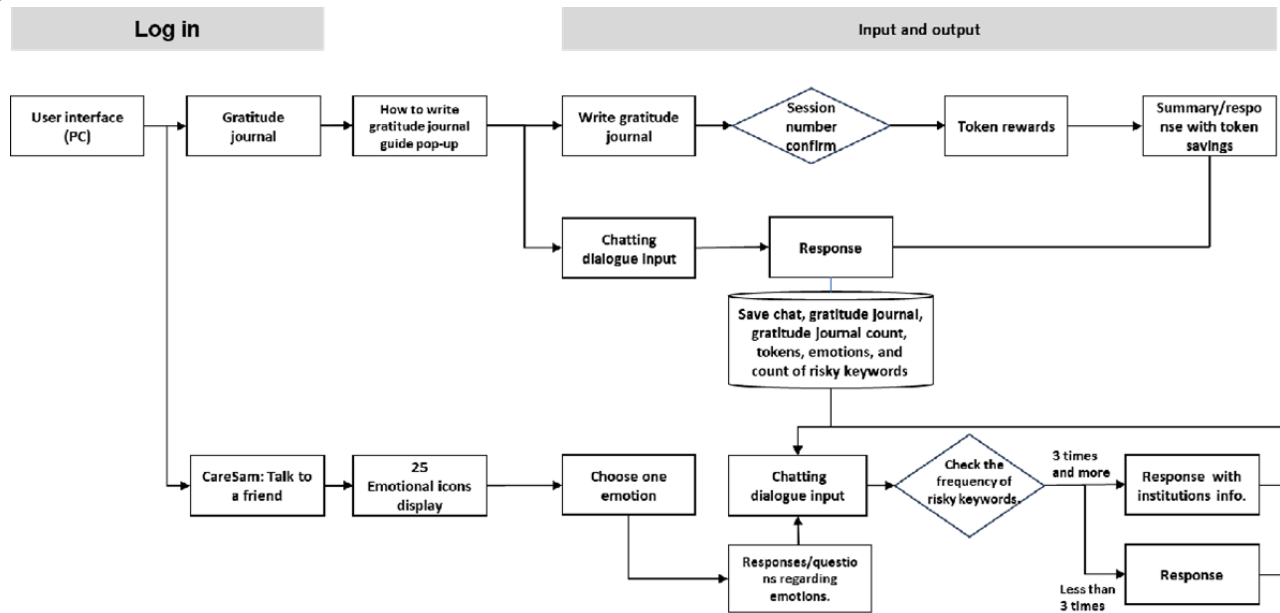 Log in
Input and output
User interface
(PC)
Gratitude
journal
How to write
gratitude journal
guide pop-up
Write gratitude
journal
Session
number
confirm
Token rewards
Summary/respo
nse with token
savings
Chatting
dialogue input
Response
Save chat, gratitude journal,
gratitude journal count,
tokens, emotions, and
count of risky keywords
CareSam: Talk to
a friend
25
Emotional icons
display
Choose one
emotion
Chatting
dialogue input
Check the
frequency of
risky keywords.
3 times
and more
Response with
institutions info.
Responses/questio
ns regarding
emotions.
Less than
3 times
Response